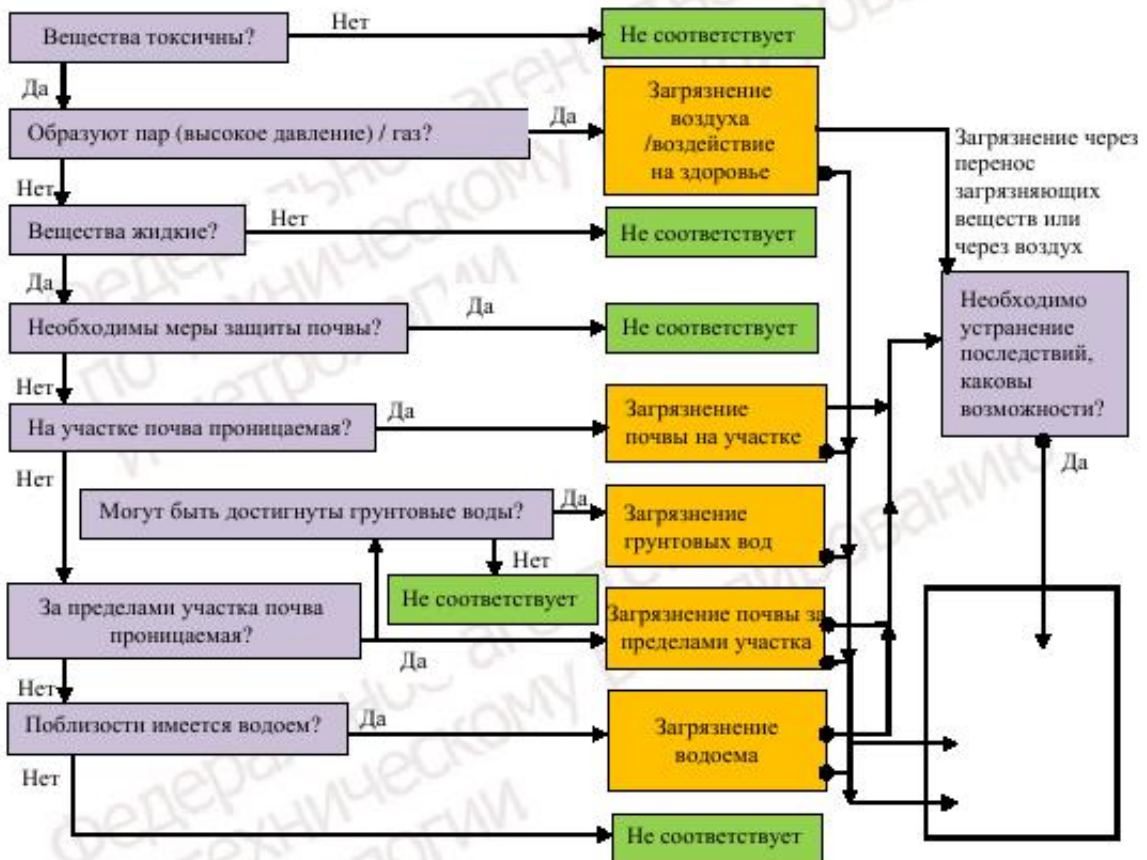 Вещества токсичны?
Нет
Не соответствует
Да
Образуют пар (высокое давление) / газ?
Да
Загрязнение
воздуха
/воздействие
на здоровье
Загрязнение через
перенос
загрязняющих
веществ или
через воздух
Нет
Вещества жидкие?
Нет
Не соответствует
Да
Необходимы меры защиты почвы?
Да
Не соответствует
Необходимо
устранение
последствий,
каковы
возможности?
Да
Нет
На участке почва проницаемая?
Да
Загрязнение
почвы на участке
Нет
Могут быть достигнуты грунтовые воды?
Да
Загрязнение
грунтовых вод
Нет
Не соответствует
За пределами участка почва
проницаемая?
Да
Загрязнение почвы за
пределами участка
Нет
Поблизости имеется водоем?
Да
Загрязнение
водоема
Нет
Не соответствует